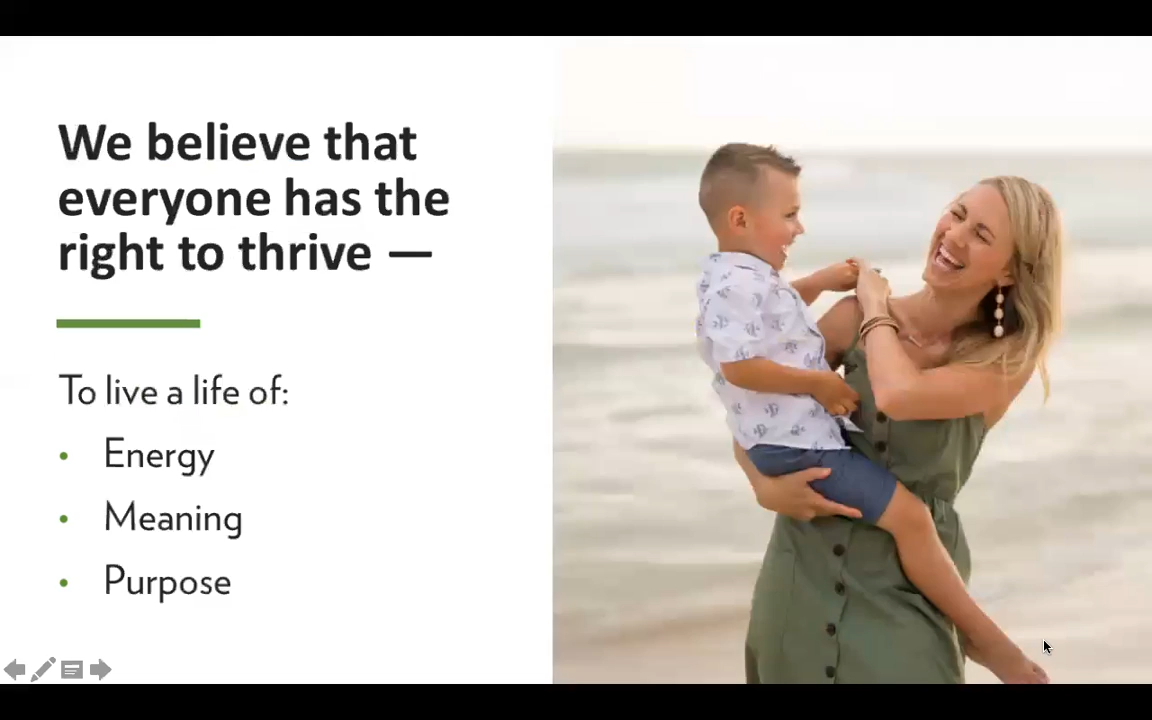 We believe that
everyone has the
right to thrive —
To live a life of:
• Energy
• Meaning
• Purpose